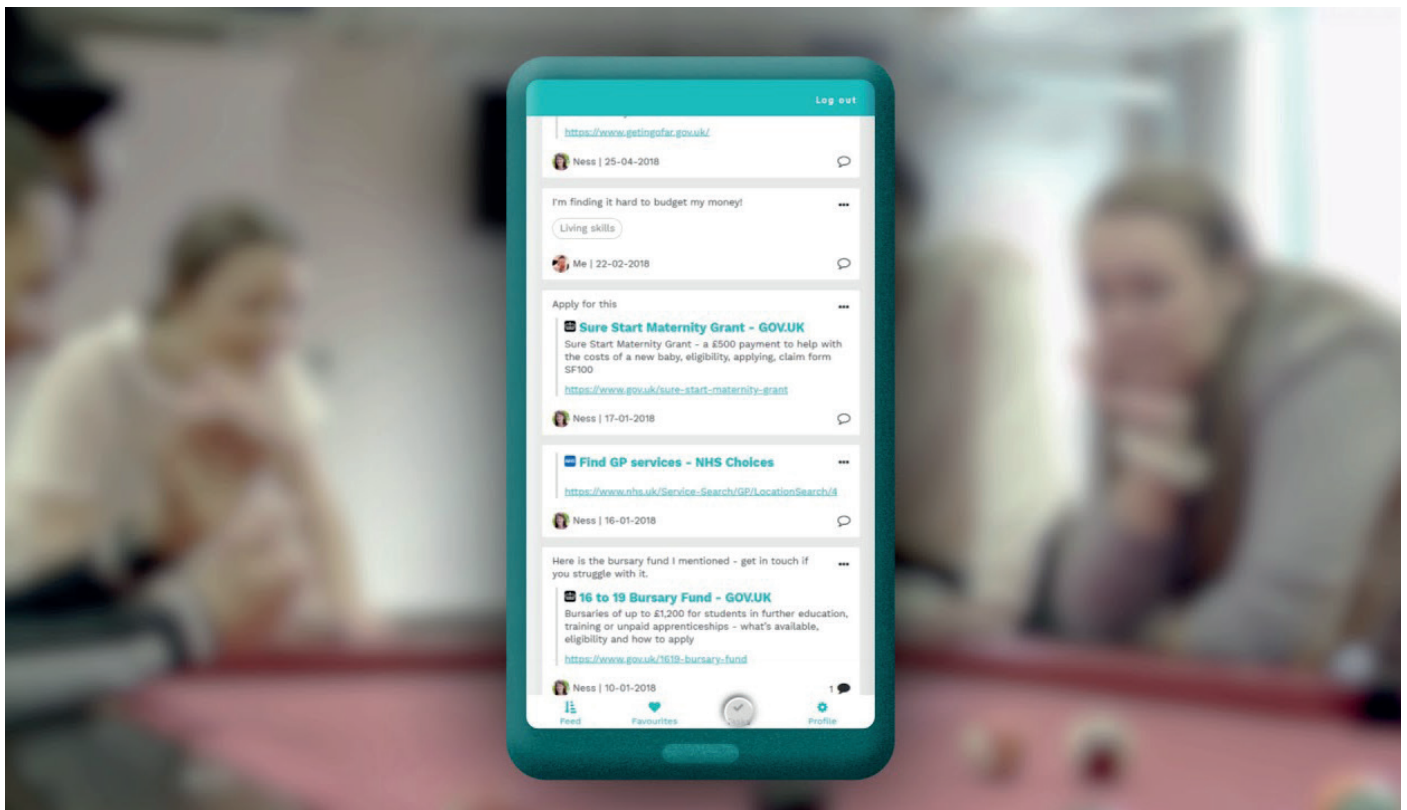 Log out
https://www.getingofar.gov.uk/
Ness | 25-04-2018
I'm finding it hard to budget my money!
Living skills
Me | 22-02-2018
Apply for this
Sure Start Maternity Grant - GOV.UK
Sure Start Maternity Grant - a £500 payment to help with
the costs of a new baby, eligibility, applying, claim form
SF100
https://www.gov.uk/sure-start-maternity-grant
Ness | 17-01-2018
Find GP services - NHS Choices
https://www.nhs.uk/Service-Search/GP/LocationSearch/4
Ness | 16-01-2018
Here is the bursary fund I mentioned - get in touch if
you struggle with it.
16 to 19 Bursary Fund - GOV.UK
Bursaries of up to £1,200 for students in further education,
training or unpaid apprenticeships - what's available,
eligibility and how to apply
https://www.gov.uk/1619-bursary-fund
Ness | 10-01-2018
1
Feed Favourites Profile